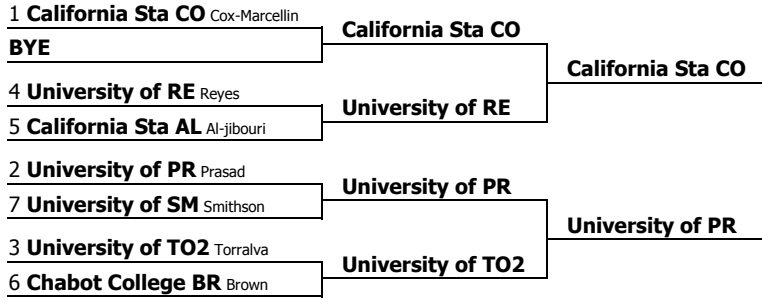 1 California Sta CO Cox-Marcellin
BYE
California Sta CO
California Sta CO
4 University of RE Reyes
5 California Sta AL Al-jibouri
University of RE
2 University of PR Prasad
7 University of SM Smithson
University of PR
University of PR
3 University of TO2 Torralva
6 Chabot College BR Brown
University of TO2